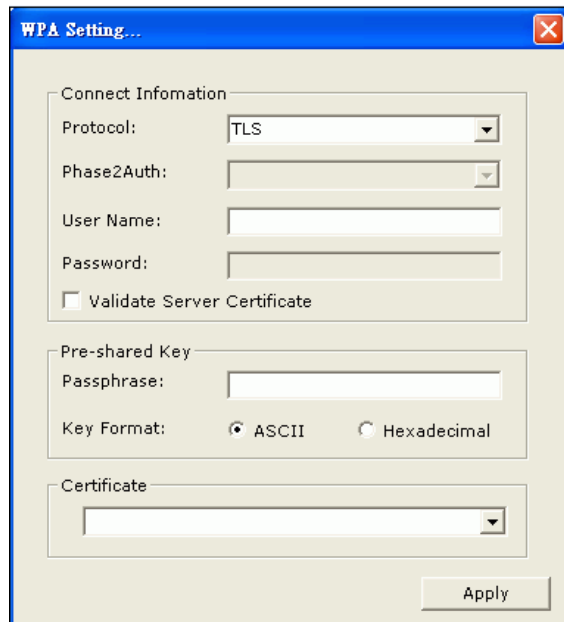 WPA Setting...
Connect Infomation
Protocol: TLS
Phase2Auth:
User Name:
Password:
Validate Server Certificate
Pre-shared Key
Passphrase:
Key Format: ASCII Hexadecimal
Certificate
Apply